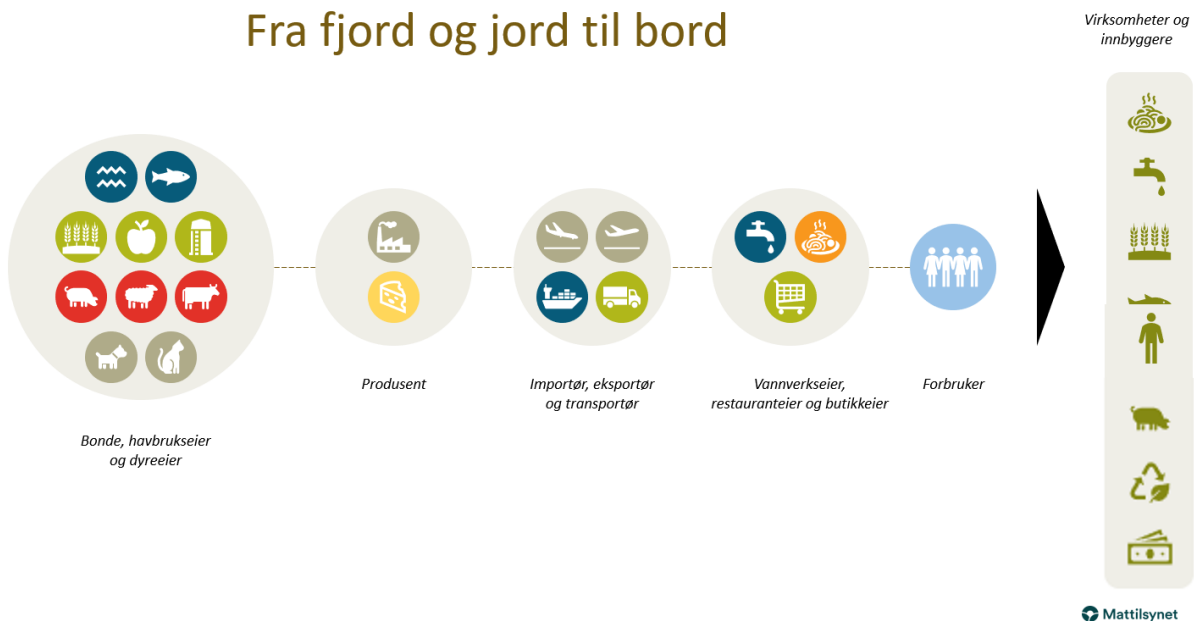 Fra fjord og jord til bord
Virksomheter og
innbyggere
Bonde, havbrukseier
og dyreeier
Produsent
Importør, eksportør
og transportør
Vannverkseier,
restauranteier og butikkeier
Forbruker
Mattilsynet